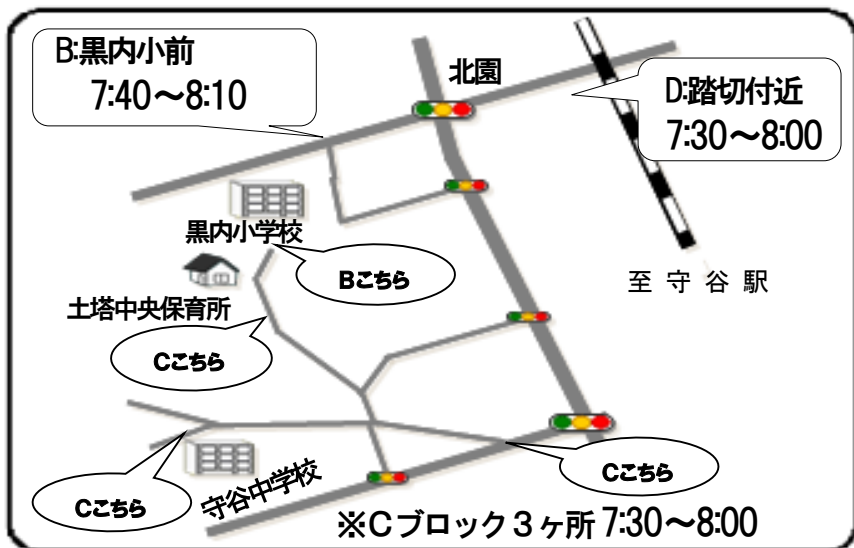 B:黒内小前
7:40～8:10
北園
D:踏切付近
7:30～8:00
黒内小学校
Bこちら
至 守 谷 駅
土塔中央保育所
Cこちら
Cこちら
Cこちら
守谷中学校
※Cブロック3ヶ所 7:30～8:00